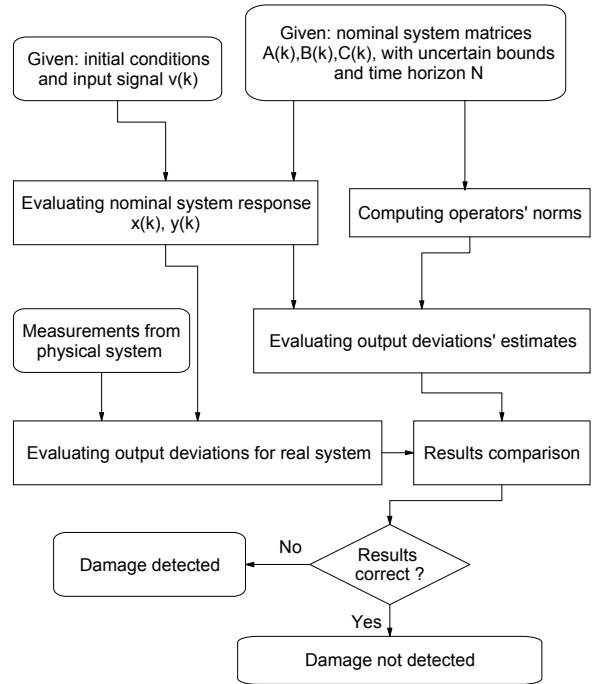 Given: initial conditions
and input signal v(k)
Given: nominal system matrices
A(k),B(k),C(k), with uncertain bounds
and time horizon N
Evaluating nominal system response
x(k), y(k)
Computing operators' norms
Measurements from
physical system
Evaluating output deviations' estimates
Evaluating output deviations for real system
Results comparison
Damage detected
No
Results
correct ?
Yes
Damage not detected